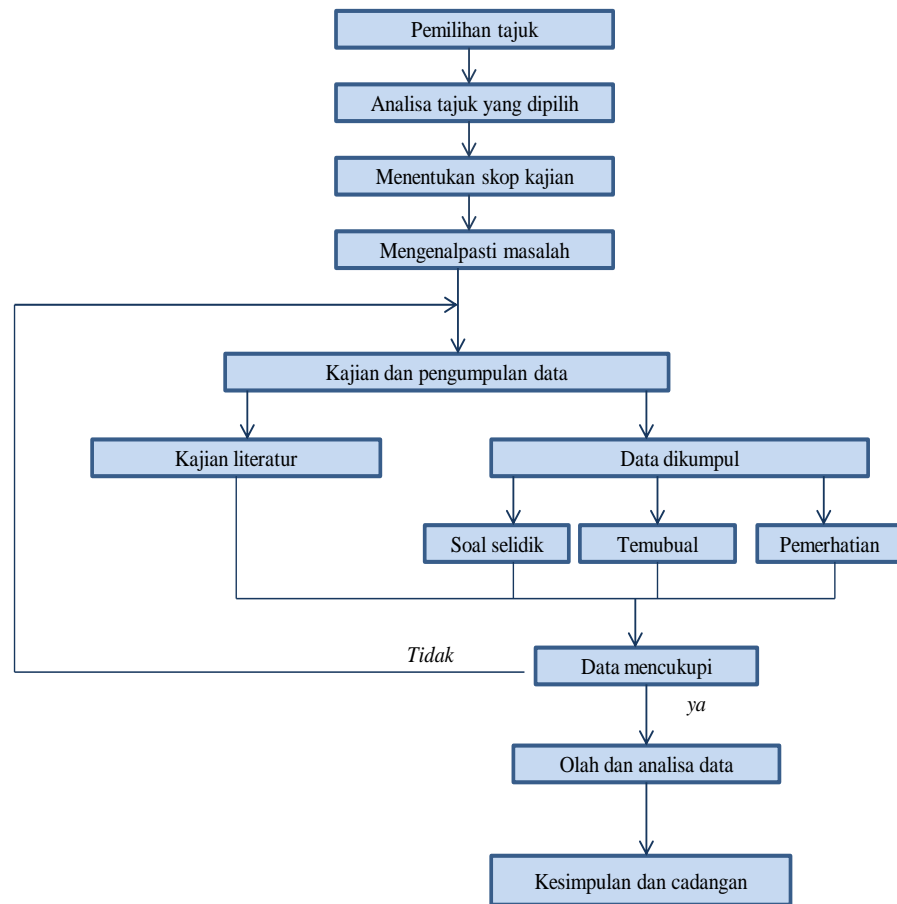 Pemilihan tajuk
Analisa tajuk yang dipilih
Menentukan skop kajian
Mengenalpasti masalah
Kajian dan pengumpulan data
Kajian literatur
Data dikumpul
Soal selidik
Temubual
Pemerhatian
Tidak
Data mencukupi
ya
Olah dan analisa data
Kesimpulan dan cadangan